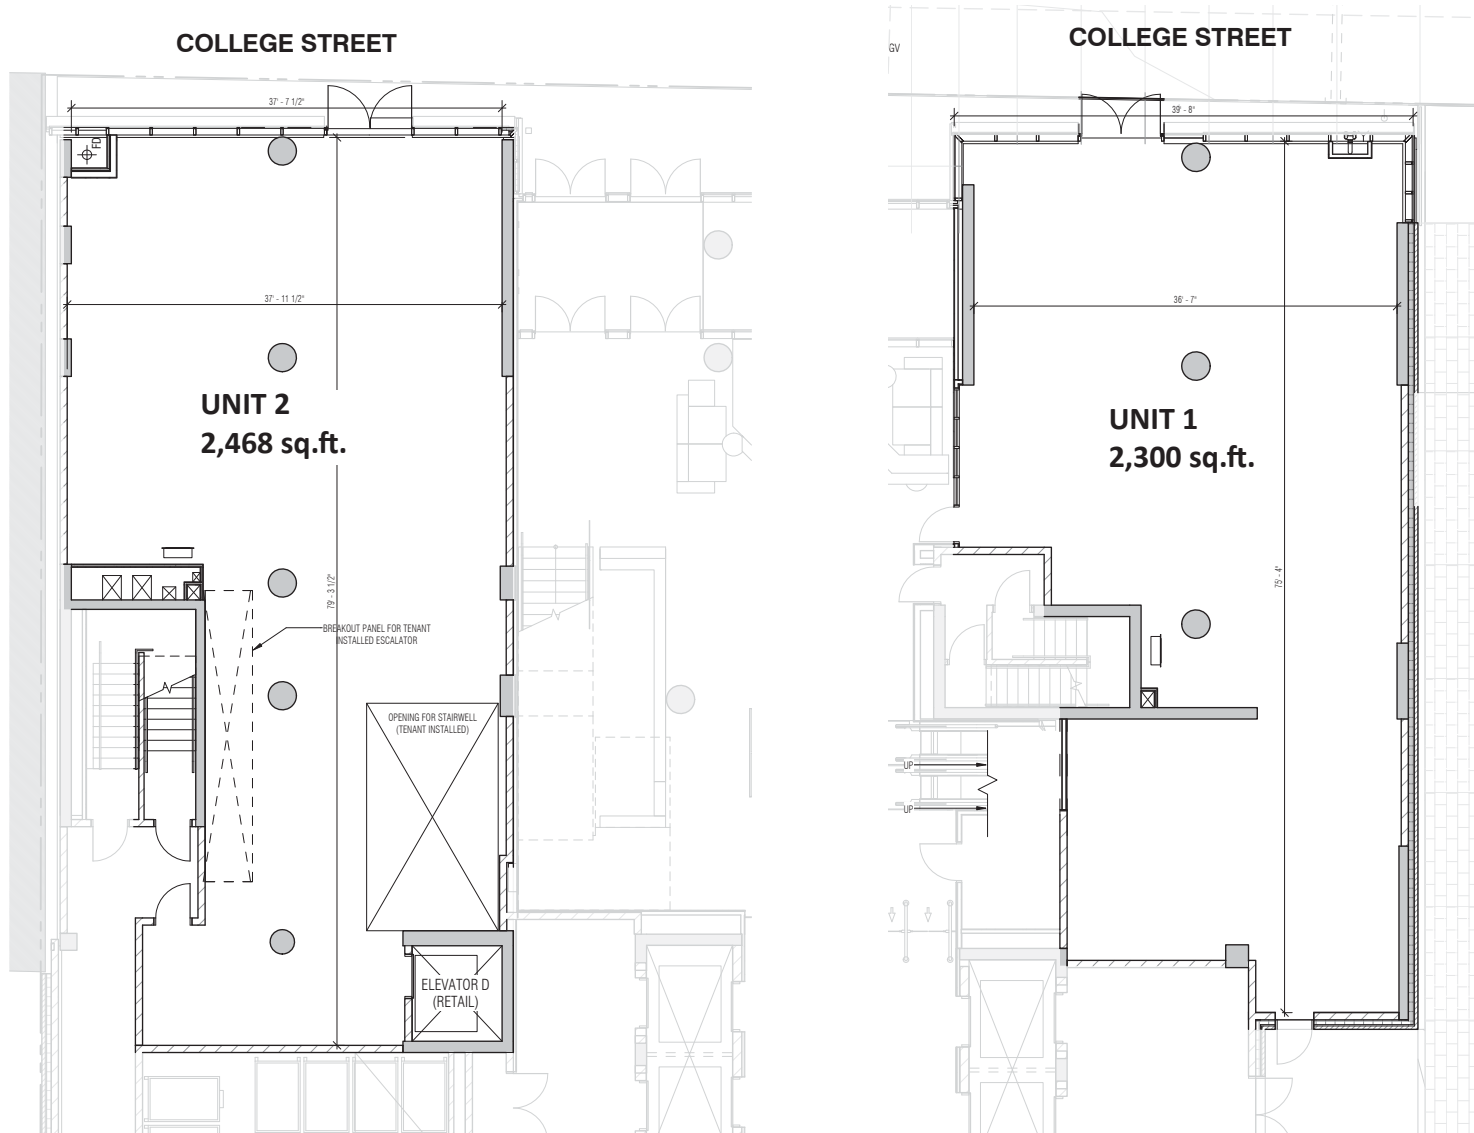 COLLEGE STREET
37' - 7 1/2"
FD
37' - 11 1/2"
UNIT 2
2,468 sq.ft.
79' - 3 1/2"
BREAKOUT PANEL FOR TENANT
INSTALLED ESCALATOR
OPENING FOR STAIRWELL
(TENANT INSTALLED)
ELEVATOR D
(RETAIL)
COLLEGE STREET
GV
39' - 8"
36' - 7"
UNIT 1
2,300 sq.ft.
75' - 4"
UP
UP